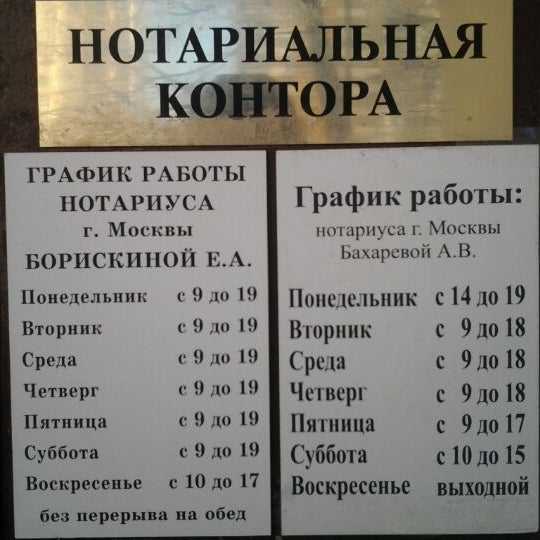 НОТАРИАЛЬНАЯ
КОНТОРА
ГРАФИК РАБОТЫ
НОТАРИУСА
г. Москвы
БОРИСКИНОЙ Е.А.
Понедельник с 9 до 19
Вторник с 9 до 19
Среда с 9 до 19
Четверг с 9 до 19
Пятница с 9 до 19
Суббота с 9 до 19
Воскресенье с 10 до 17
без перерыва на обед
График работы:
нотариуса г. Москвы
Бахаревой А.В.
Понедельник с 14 до 19
Вторник с 9 до 18
Среда с 9 до 18
Четверг с 9 до 18
Пятница с 9 до 17
Суббота с 10 до 15
Воскресенье выходной